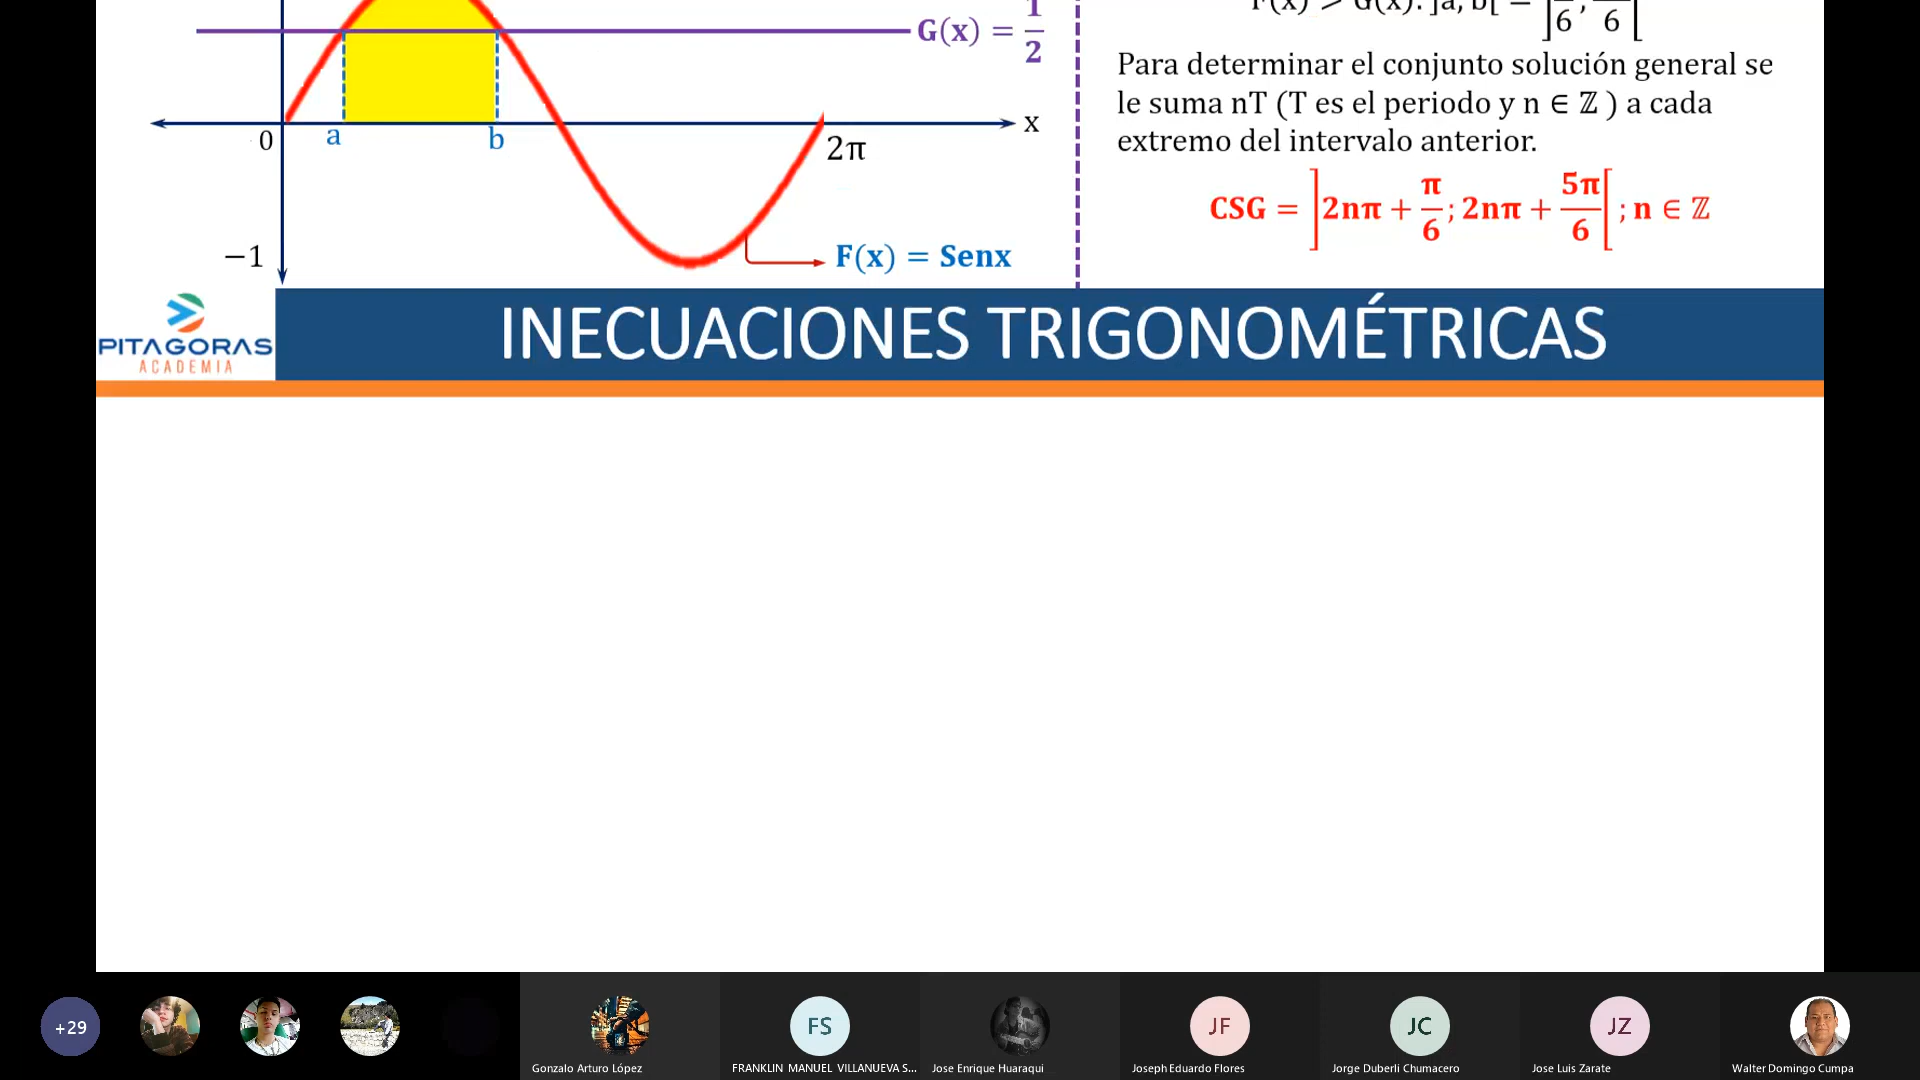 F(x) > G(x): ]a, b[ = ]6 ; 6[
G(x) = 1/2
Para determinar el conjunto solución general se
le suma nT (T es el periodo y n ∈ ℤ ) a cada
extremo del intervalo anterior.
CSG = ]2nπ + π/6 ; 2nπ + 5π/6[ ; n ∈ ℤ
x
0
a
b
2π
−1
F(x) = Senx
PITAGORAS
ACADEMIA
INECUACIONES TRIGONOMÉTRICAS
+29
FS
JF
JC
JZ
Gonzalo Arturo López
FRANKLIN MANUEL VILLANUEVA S...
Jose Enrique Huaraqui
Joseph Eduardo Flores
Jorge Duberli Chumacero
Jose Luis Zarate
Walter Domingo Cumpa